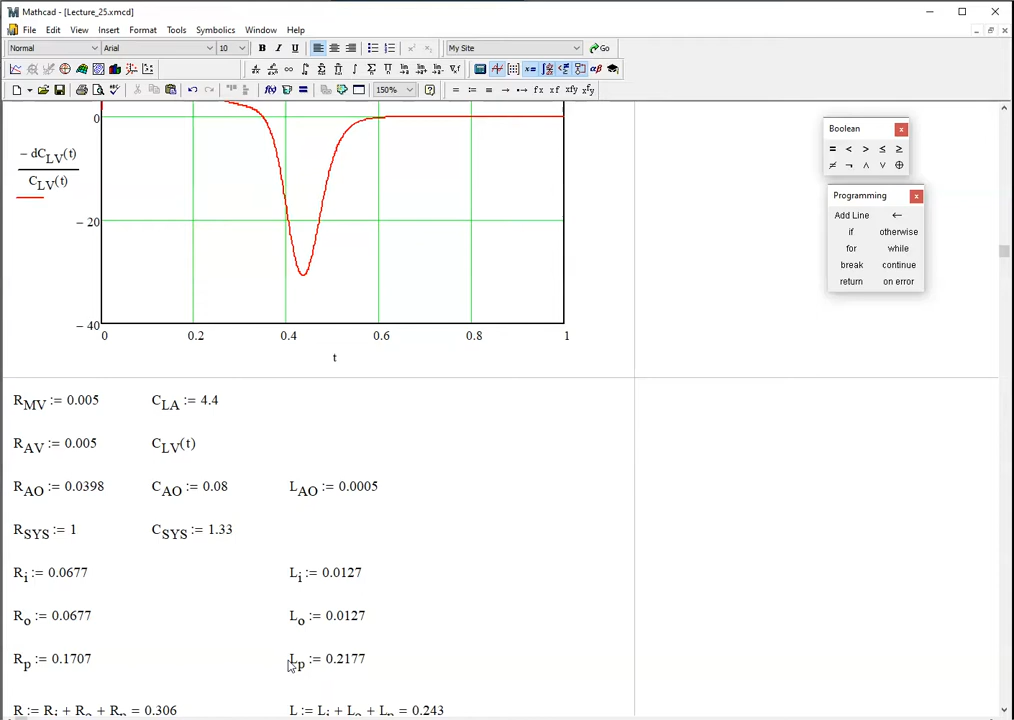 Mathcad - [Lecture_25.xmcd]
File Edit View Insert Format Tools Symbolics Window Help
Normal Arial 10 B I U My Site Go
150%
= := ≡ → •→ fx xf xfy xfy
0
− dC_LV(t)
C_LV(t)
− 20
− 40
0 0.2 0.4 0.6 0.8 1
t
Boolean
= < > ≤ ≥
≠ ¬ ∧ ∨ ⊕
Programming
Add Line ←
if otherwise
for while
break continue
return on error
R_MV := 0.005 C_LA := 4.4
R_AV := 0.005 C_LV(t)
R_AO := 0.0398 C_AO := 0.08 L_AO := 0.0005
R_SYS := 1 C_SYS := 1.33
R_i := 0.0677 L_i := 0.0127
R_o := 0.0677 L_o := 0.0127
R_p := 0.1707 L_p := 0.2177
R := R_i + R_o + R_p = 0.306 L := L_i + L_o + L_p = 0.243